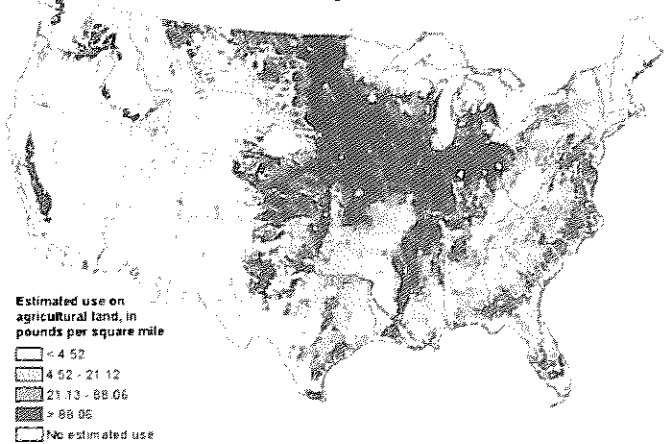 Estimated use on
agricultural land, in
pounds per square mile
< 4.52
4.52 - 21.12
21.13 - 88.06
> 88.06
No estimated use